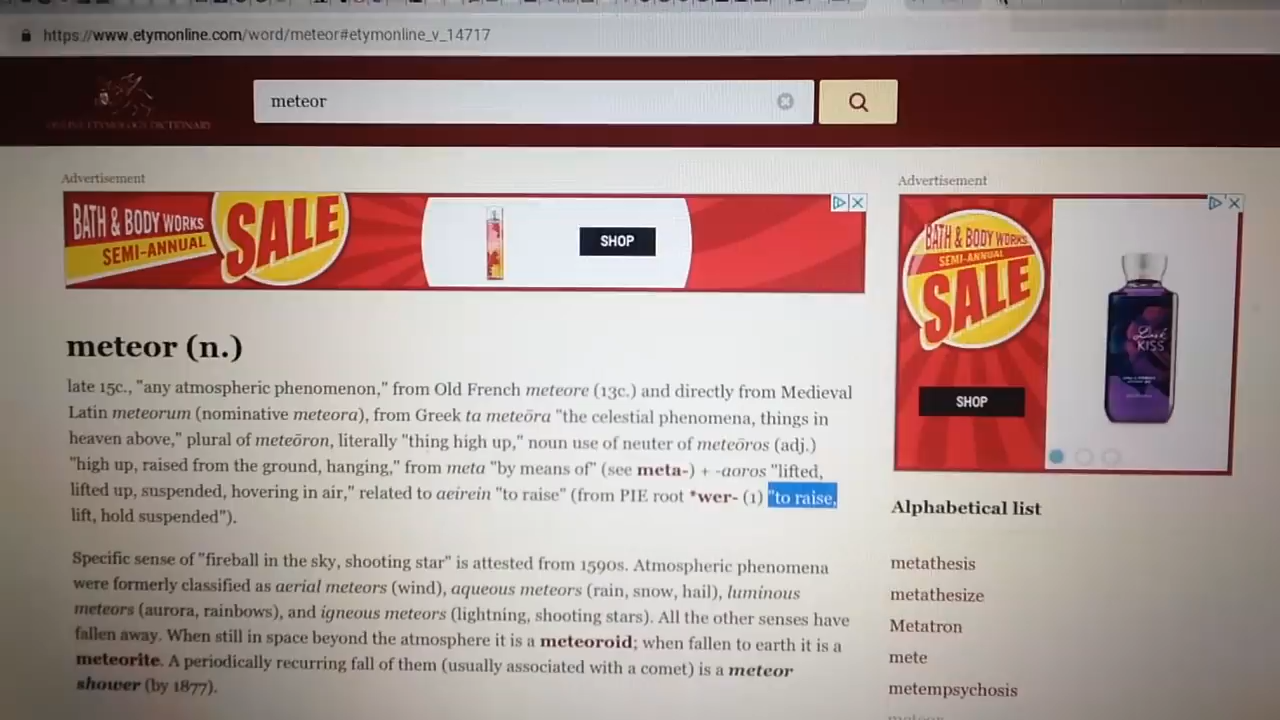 https://www.etymonline.com/word/meteor#etymonline_v_14717
meteor
ONLINE ETYMOLOGY DICTIONARY
Advertisement
BATH & BODY WORKS
SEMI-ANNUAL
SALE
SHOP
meteor (n.)
late 15c., "any atmospheric phenomenon," from Old French meteore (13c.) and directly from Medieval
Latin meteorum (nominative meteora), from Greek ta meteōra "the celestial phenomena, things in
heaven above," plural of meteōron, literally "thing high up," noun use of neuter of meteōros (adj.)
"high up, raised from the ground, hanging," from meta "by means of" (see meta-) + -aoros "lifted,
lifted up, suspended, hovering in air," related to aeirein "to raise" (from PIE root *wer- (1) "to raise,
lift, hold suspended").
Specific sense of "fireball in the sky, shooting star" is attested from 1590s. Atmospheric phenomena
were formerly classified as aerial meteors (wind), aqueous meteors (rain, snow, hail), luminous
meteors (aurora, rainbows), and igneous meteors (lightning, shooting stars). All the other senses have
fallen away. When still in space beyond the atmosphere it is a meteoroid; when fallen to earth it is a
meteorite. A periodically recurring fall of them (usually associated with a comet) is a meteor
shower (by 1877).
Advertisement
BATH & BODY WORKS
SEMI-ANNUAL
SALE
SHOP
Dark
KISS
Alphabetical list
metathesis
metathesize
Metatron
mete
metempsychosis
meteor